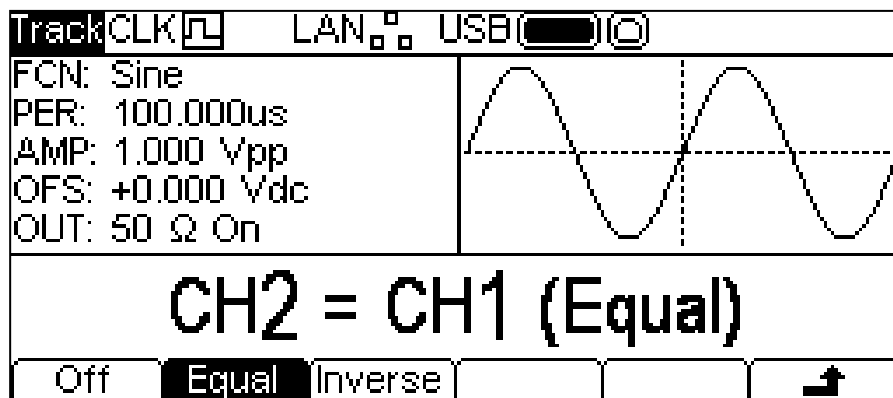 Track CLK LAN USB
FCN: Sine
PER: 100.000us
AMP: 1.000 Vpp
OFS: +0.000 Vdc
OUT: 50 Ω On
CH2 = CH1 (Equal)
Off Equal Inverse